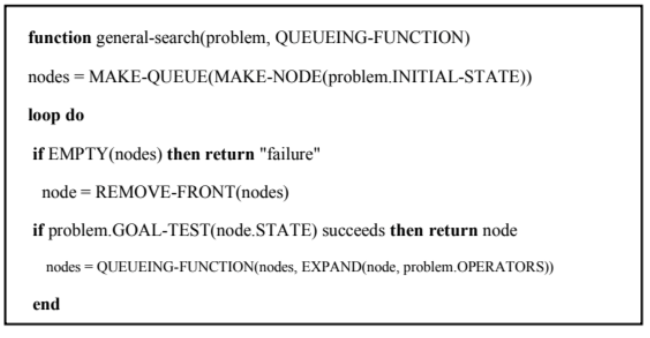 function general-search(problem, QUEUEING-FUNCTION)
nodes = MAKE-QUEUE(MAKE-NODE(problem.INITIAL-STATE))
loop do
if EMPTY(nodes) then return "failure"
node = REMOVE-FRONT(nodes)
if problem.GOAL-TEST(node.STATE) succeeds then return node
nodes = QUEUEING-FUNCTION(nodes, EXPAND(node, problem.OPERATORS))
end